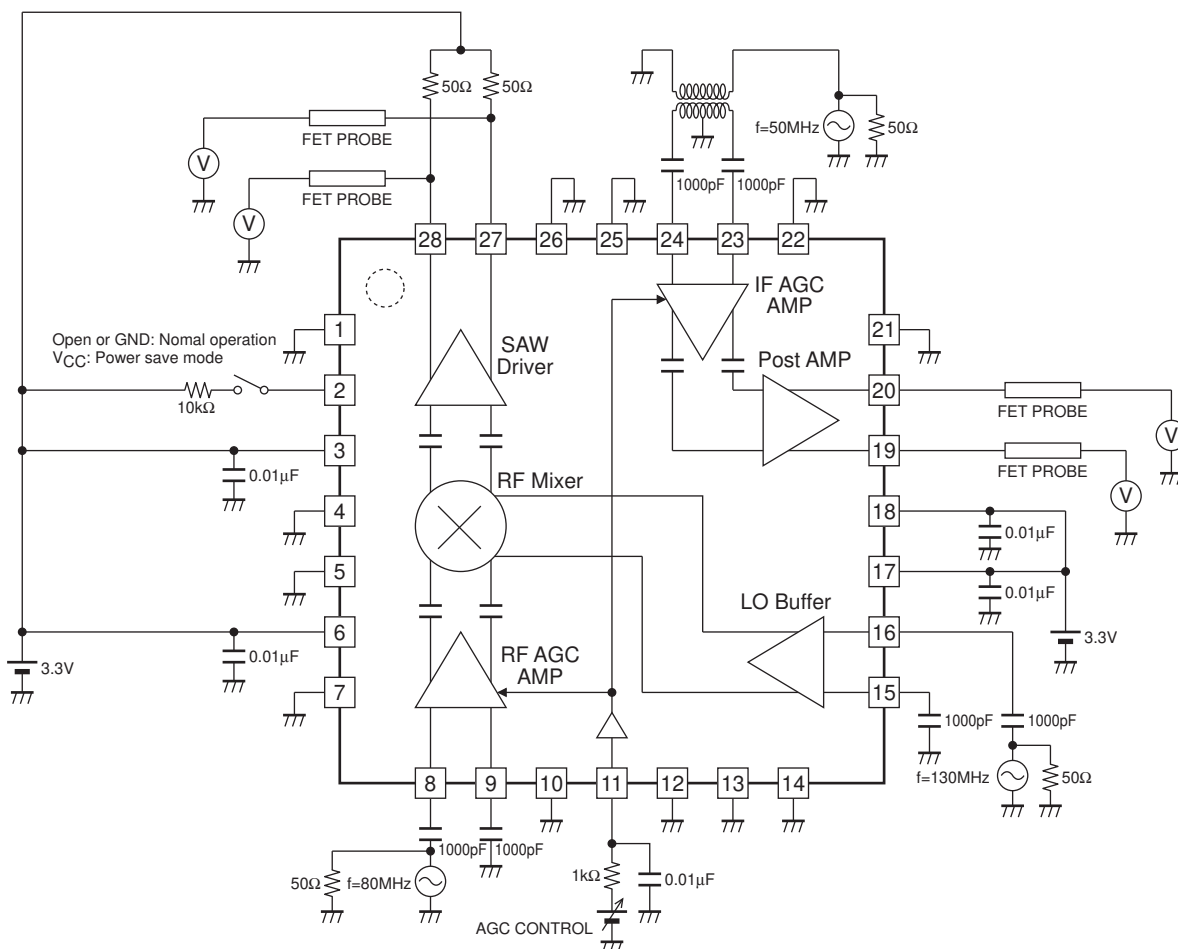 50Ω
50Ω
FET PROBE
V
FET PROBE
V
f=50MHz
50Ω
1000pF
1000pF
28
27
26
25
24
23
22
IF AGC
AMP
1
21
Open or GND: Nomal operation
VCC: Power save mode
SAW
Driver
Post AMP
2
20
10kΩ
FET PROBE
V
3
19
0.01μF
FET PROBE
V
RF Mixer
4
18
0.01μF
5
17
0.01μF
LO Buffer
6
16
3.3V
0.01μF
3.3V
RF AGC
AMP
7
15
1000pF
1000pF
f=130MHz
50Ω
8
9
10
11
12
13
14
1000pF
1000pF
50Ω
f=80MHz
1kΩ
0.01μF
AGC CONTROL